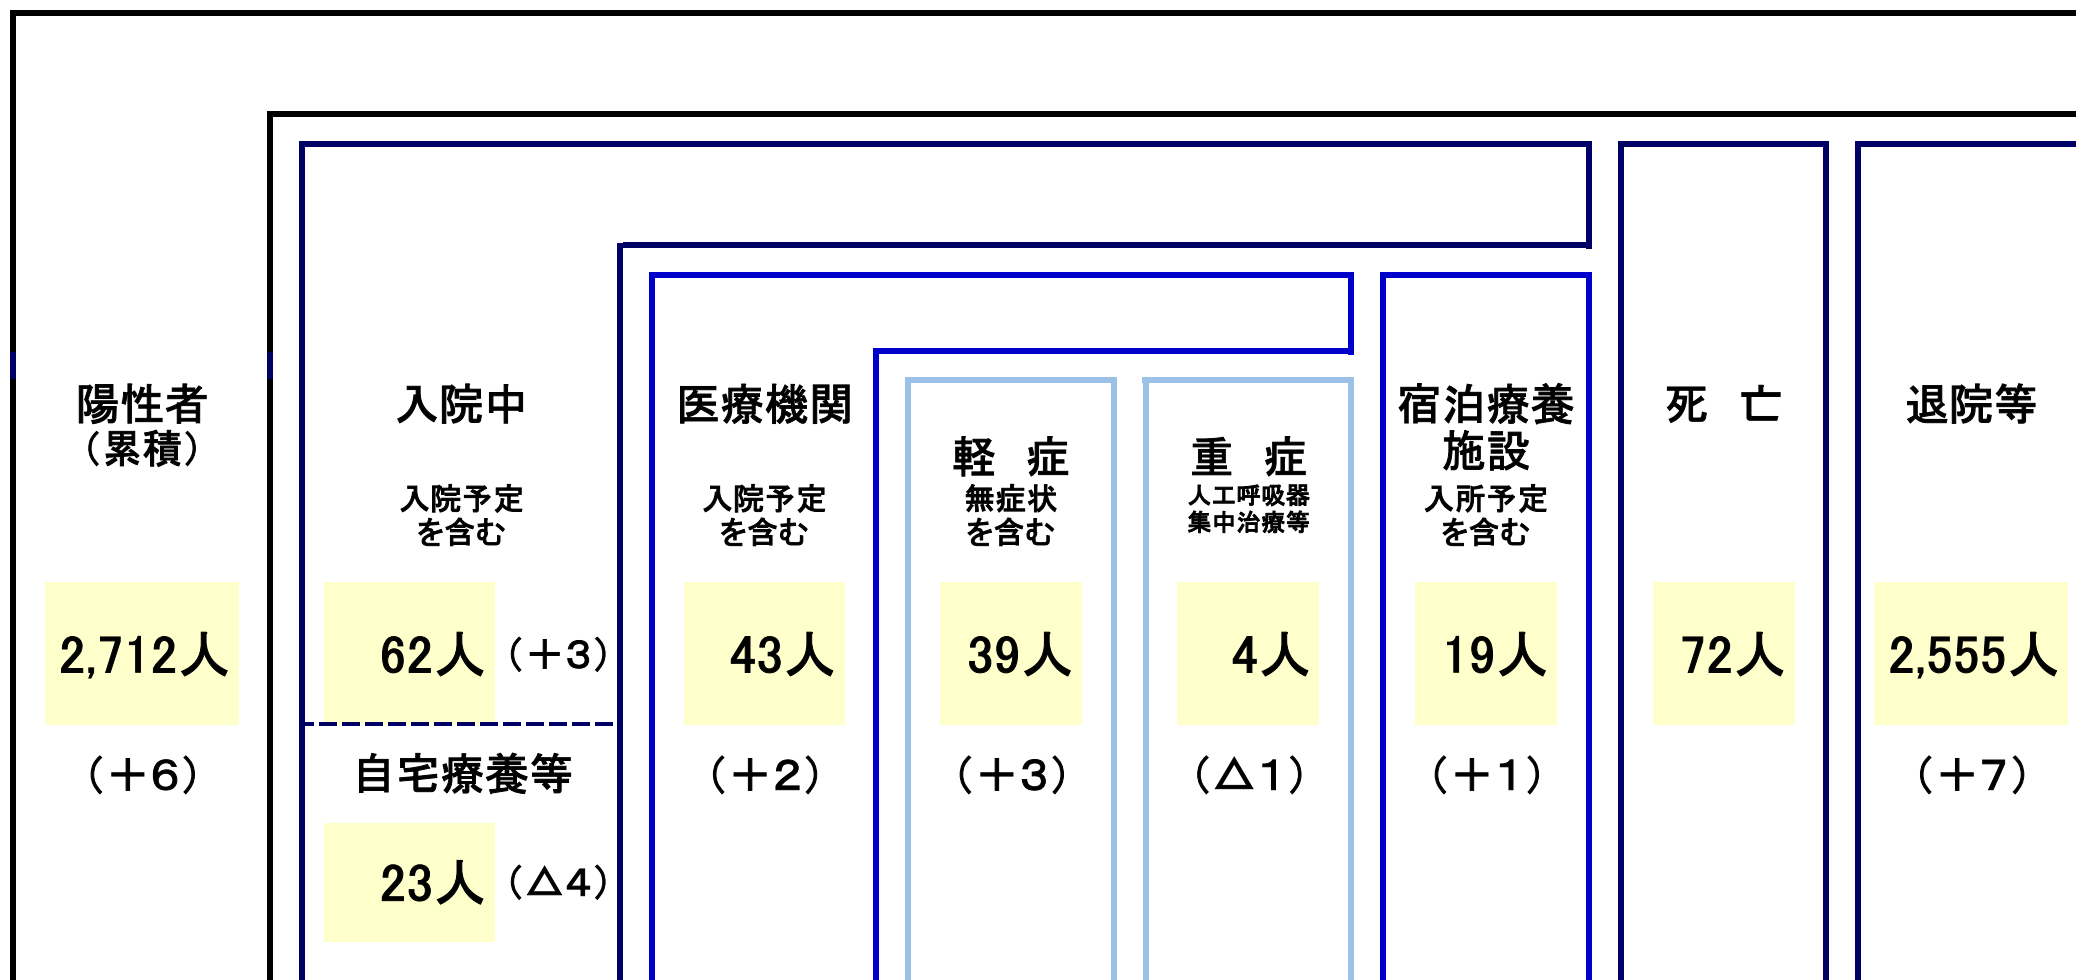 陽性者
（累積）
2,712人
（＋6）
入院中
入院予定
を含む
62人（＋3）
自宅療養等
23人（△4）
医療機関
入院予定
を含む
43人
（＋2）
軽　症
無症状
を含む
39人
（＋3）
重　症
人工呼吸器
集中治療等
4人
（△1）
宿泊療養
施設
入所予定
を含む
19人
（＋1）
死　亡
72人
退院等
2,555人
（＋7）